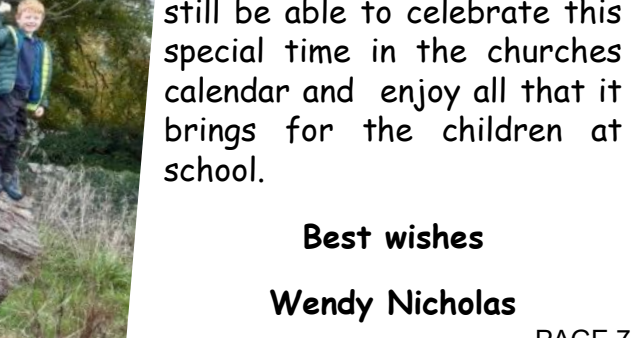 still be able to celebrate this
special time in the churches
calendar and enjoy all that it
brings for the children at
school.
Best wishes
Wendy Nicholas
PAGE 7